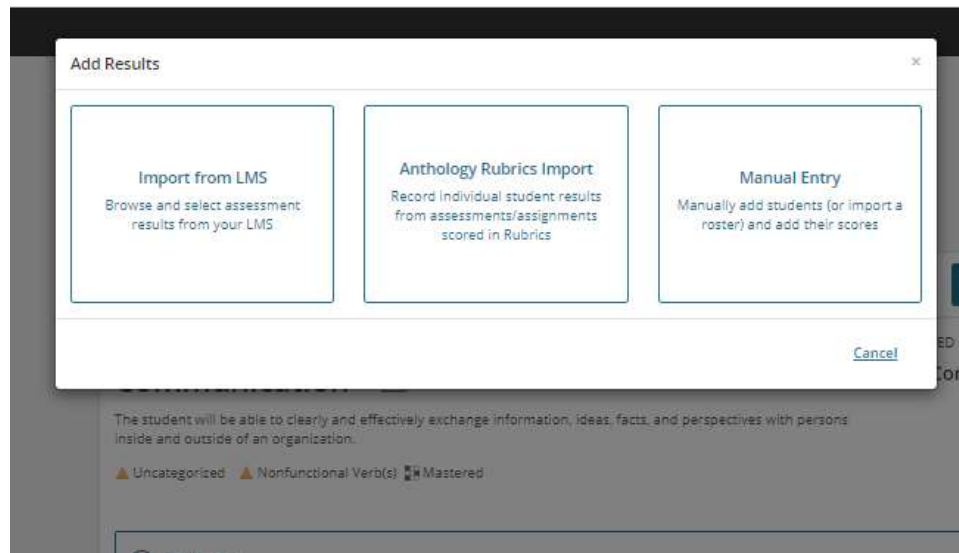 Add Results
×
Import from LMS
Browse and select assessment
results from your LMS
Anthology Rubrics Import
Record individual student results
from assessments/assignments
scored in Rubrics
Manual Entry
Manually add students (or import a
roster) and add their scores
Cancel
ED
The student will be able to clearly and effectively exchange information, ideas, facts, and perspectives with persons
inside and outside of an organization.
Uncategorized Nonfunctional Verb(s) Mastered